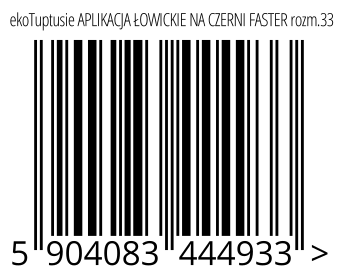 ekoTuptusie APLIKACJA ŁOWICKIE NA CZERNI FASTER rozm.33
5 904083 444933 >